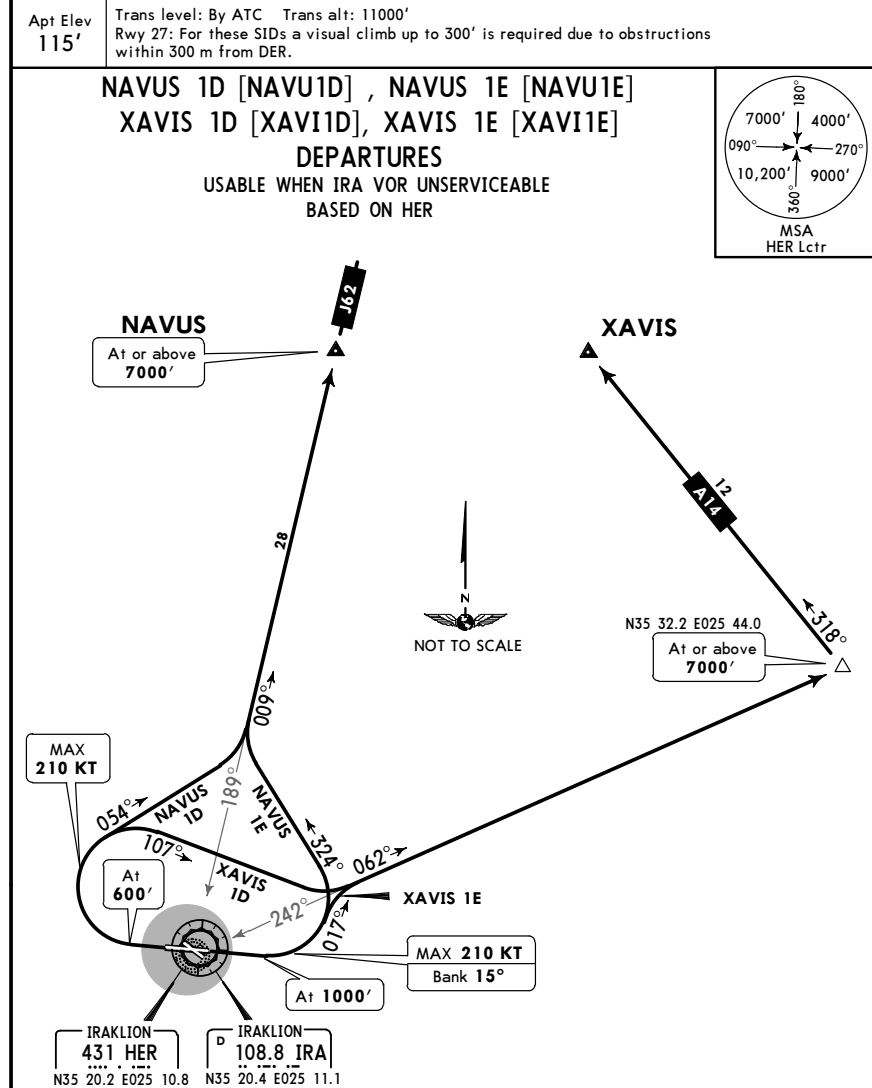 Apt Elev
115'
Trans level: By ATC Trans alt: 11000'
Rwy 27: For these SIDs a visual climb up to 300' is required due to obstructions
within 300 m from DER.
NAVUS 1D [NAVU1D] , NAVUS 1E [NAVU1E]
XAVIS 1D [XAVI1D], XAVIS 1E [XAVI1E]
DEPARTURES
USABLE WHEN IRA VOR UNSERVICEABLE
BASED ON HER
180°
7000' 4000'
090° 270°
10,200' 9000'
360°
MSA
HER Lctr
J62
NAVUS
At or above
7000'
XAVIS
28
12
A14
N
NOT TO SCALE
N35 32.2 E025 44.0
At or above
7000'
318°
009°
MAX
210 KT
189°
054°
NAVUS
1D
NAVUS
1E
107°
XAVIS
1D
324°
062°
At
600'
242°
017°
XAVIS 1E
MAX 210 KT
Bank 15°
At 1000'
IRAKLION
431 HER
N35 20.2 E025 10.8
IRAKLION
D 108.8 IRA
N35 20.4 E025 11.1